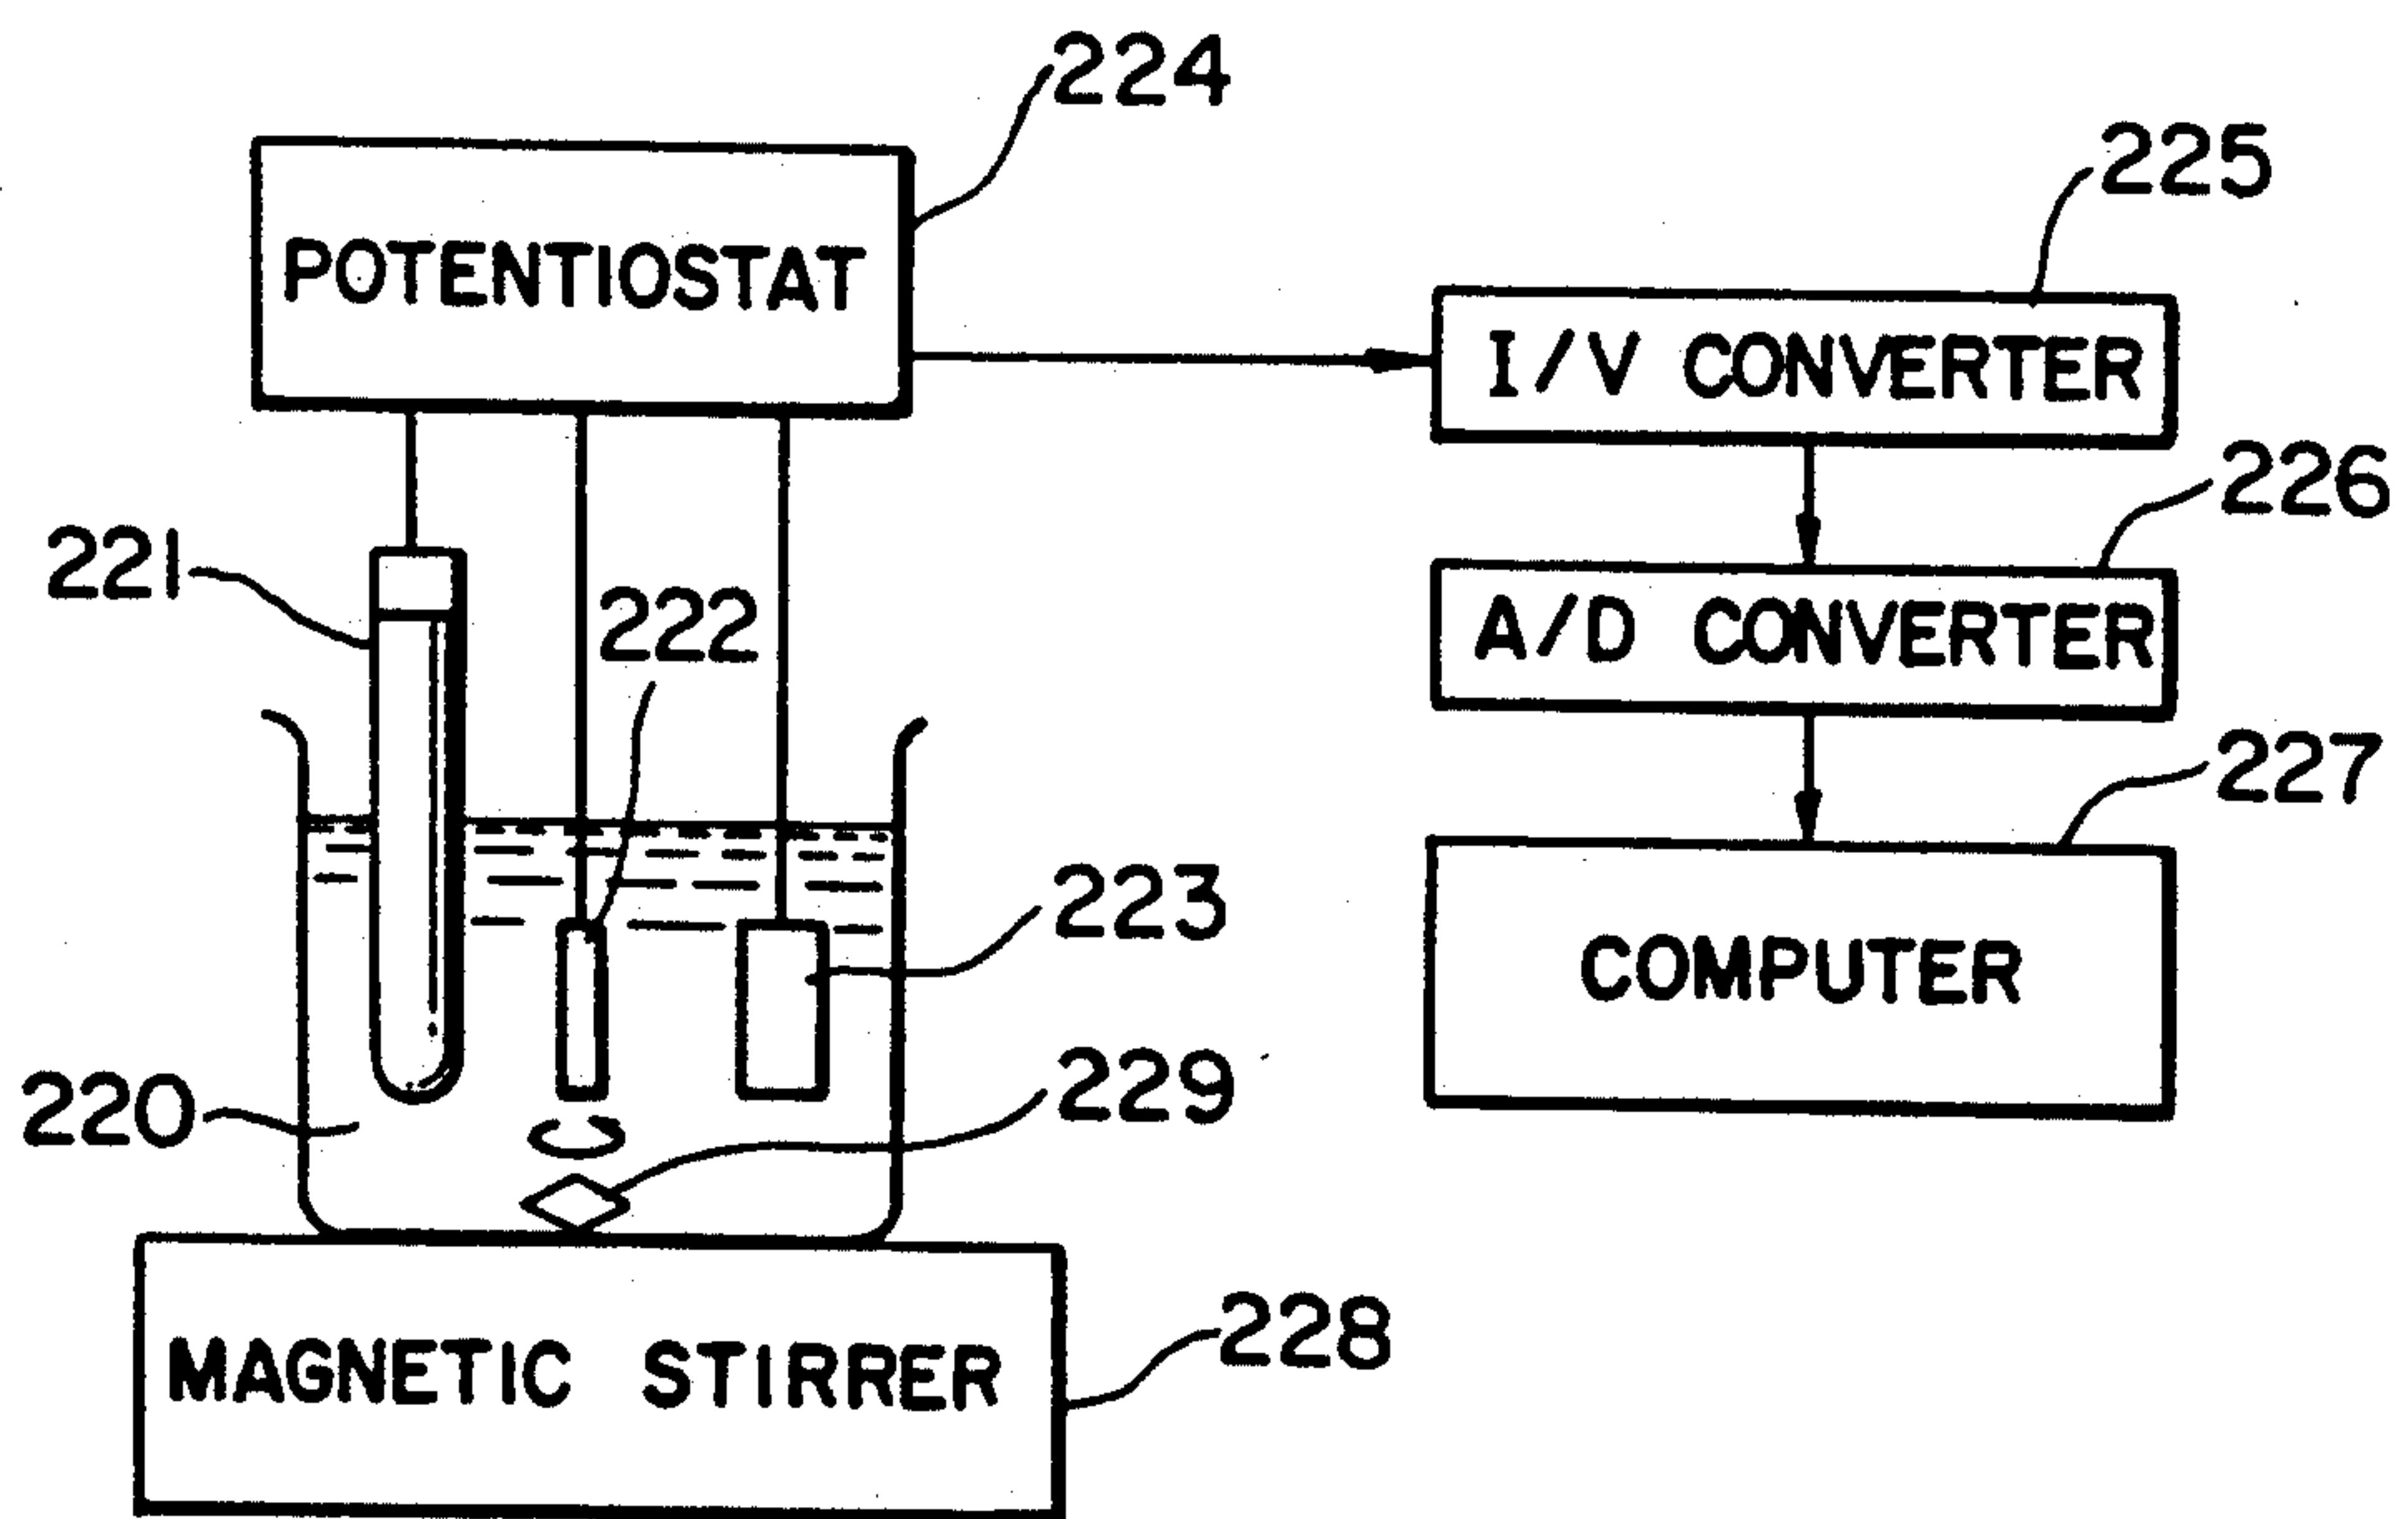 224
225
POTENTIOSTAT
I/V CONVERTER
226
221
222
A/D CONVERTER
227
223
COMPUTER
229
220
228
MAGNETIC STIRRER